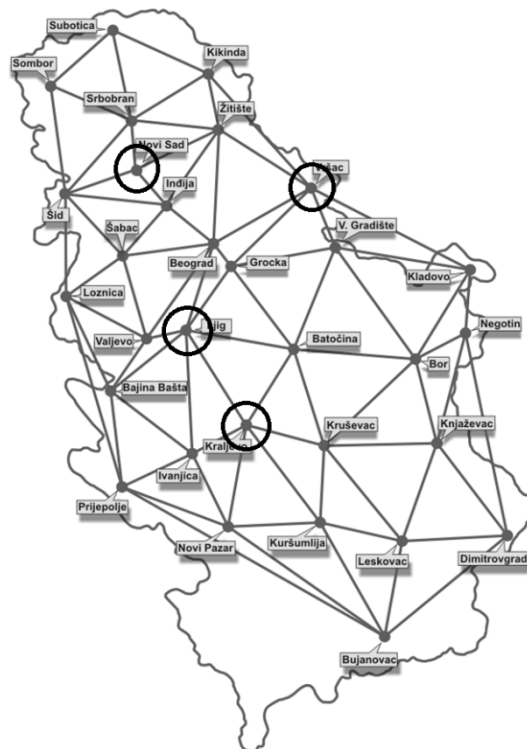 Subotica
Kikinda
Sombor
Srbobran
Žitište
Novi Sad
Inđija
Šid
Šabac
V. Gradište
Beograd
Grocka
Kladovo
Loznica
Negotin
Valjevo
Batočina
Bor
Bajina Bašta
Kruševac
Knjaževac
Kraljevo
Ivanjica
Prijepolje
Novi Pazar
Kuršumlija
Leskovac
Dimitrovgrad
Bujanovac